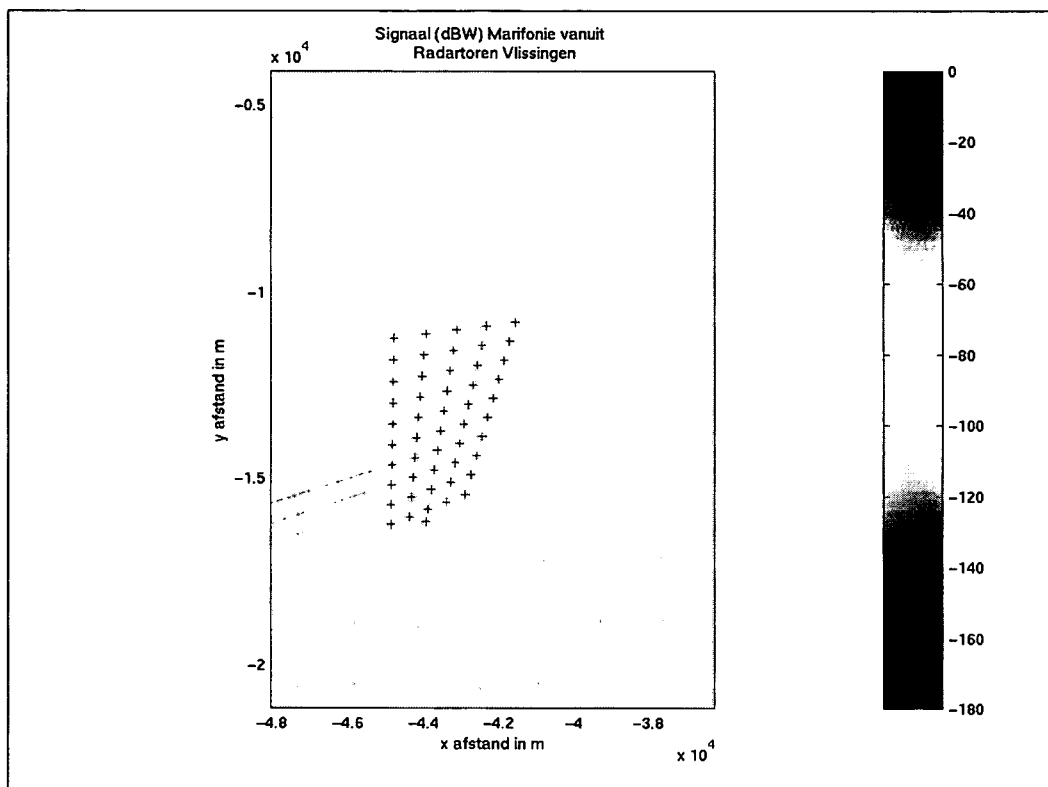 Signaal (dBW) Marifonie vanuit
Radartoren Vlissingen
x 10^4
-0.5
-1
-1.5
-2
y afstand in m
-4.8 -4.6 -4.4 -4.2 -4 -3.8
x afstand in m
x 10^4
0
-20
-40
-60
-80
-100
-120
-140
-160
-180